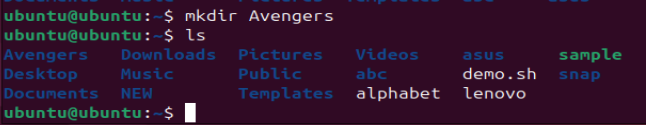 ubuntu@ubuntu:~$ mkdir Avengers
ubuntu@ubuntu:~$ ls
Avengers Downloads Pictures Videos asus sample
Desktop Music Public abc demo.sh snap
Documents NEW Templates alphabet lenovo
ubuntu@ubuntu:~$